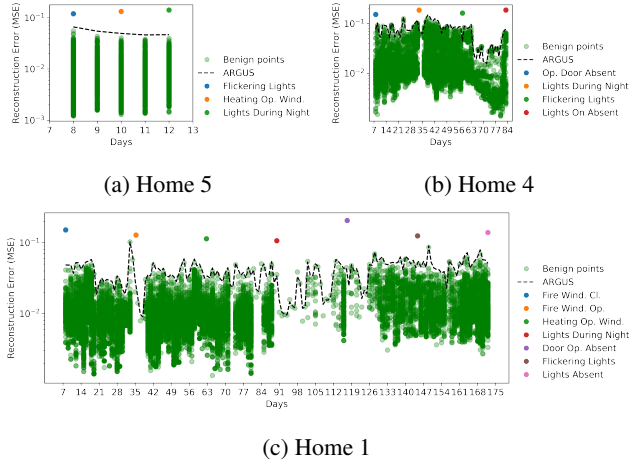 Reconstruction Error (MSE)
10⁻¹
10⁻²
10⁻³
7 8 9 10 11 12 13
Days
Benign points
ARGUS
Flickering Lights
Heating Op. Wind.
Lights During Night
(a) Home 5
Reconstruction Error (MSE)
10⁻¹
10⁻²
7 14 21 28 35 42 49 56 63 70 77 84
Days
Benign points
ARGUS
Op. Door Absent
Lights During Night
Flickering Lights
Lights On Absent
(b) Home 4
Reconstruction Error (MSE)
10⁻¹
10⁻²
7 14 21 28 35 42 49 56 63 70 77 84 91 98 105 112 119 126 133 140 147 154 161 168 175
Days
Benign points
ARGUS
Fire Wind. Cl.
Fire Wind. Op.
Heating Op. Wind.
Lights During Night
Door Op. Absent
Flickering Lights
Lights Absent
(c) Home 1